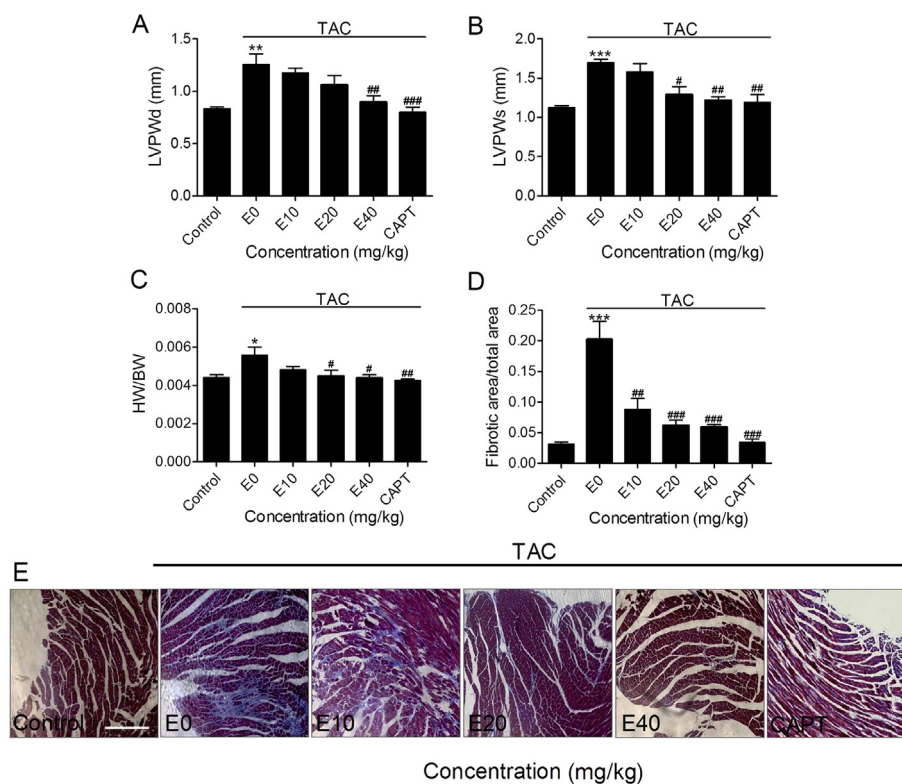 A
TAC
LVPWd (mm)
1.5
1.0
0.5
0.0
**
##
###
Control
E0
E10
E20
E40
CAPT
Concentration (mg/kg)
B
TAC
LVPWs (mm)
2.0
1.5
1.0
0.5
0.0
***
#
##
##
Control
E0
E10
E20
E40
CAPT
Concentration (mg/kg)
C
TAC
HW/BW
0.008
0.006
0.004
0.002
0.000
*
#
#
##
Control
E0
E10
E20
E40
CAPT
Concentration (mg/kg)
D
TAC
Fibrotic area/total area
0.25
0.20
0.15
0.10
0.05
0.00
***
##
###
###
###
Control
E0
E10
E20
E40
CAPT
Concentration (mg/kg)
TAC
E
Control
E0
E10
E20
E40
CAPT
Concentration (mg/kg)